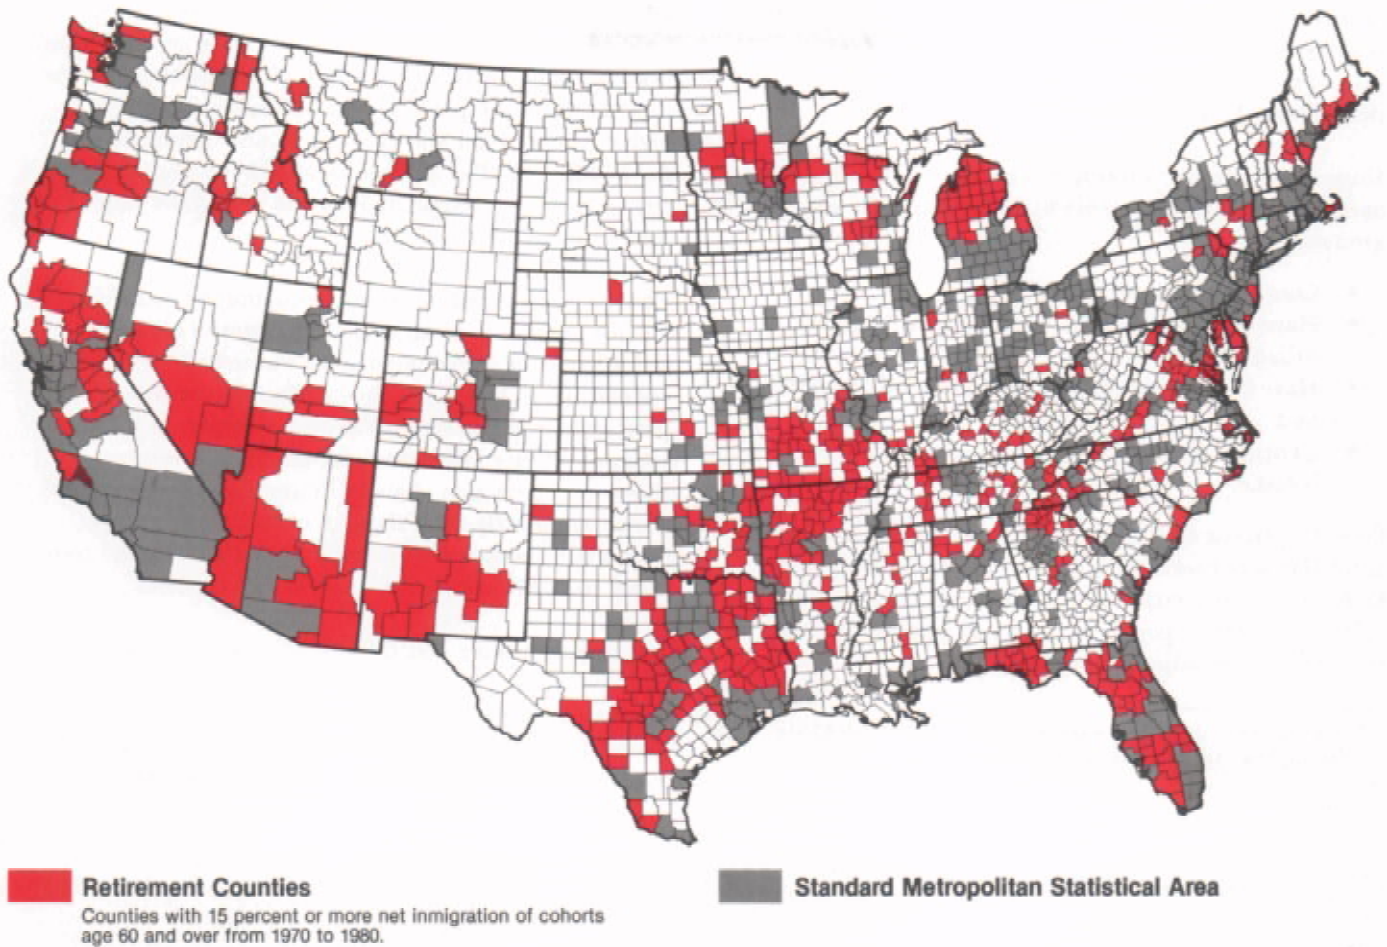 Retirement Counties
Counties with 15 percent or more net inmigration of cohorts
age 60 and over from 1970 to 1980.
Standard Metropolitan Statistical Area